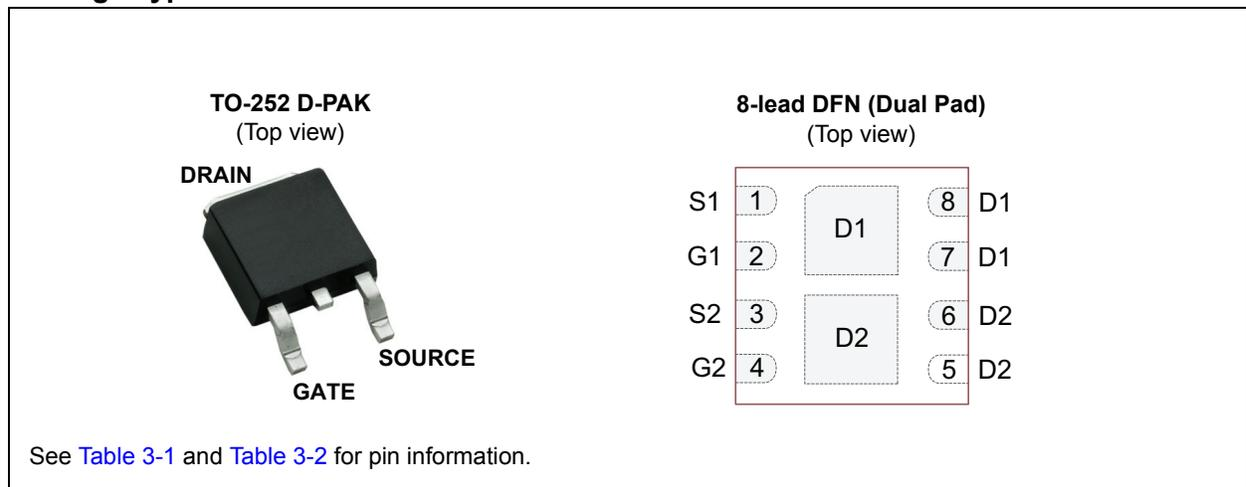 TO-252 D-PAK
(Top view)
DRAIN
SOURCE
GATE
8-lead DFN (Dual Pad)
(Top view)
S1 1 D1 8 D1
G1 2 7 D1
S2 3 D2 6 D2
G2 4 5 D2
See Table 3-1 and Table 3-2 for pin information.